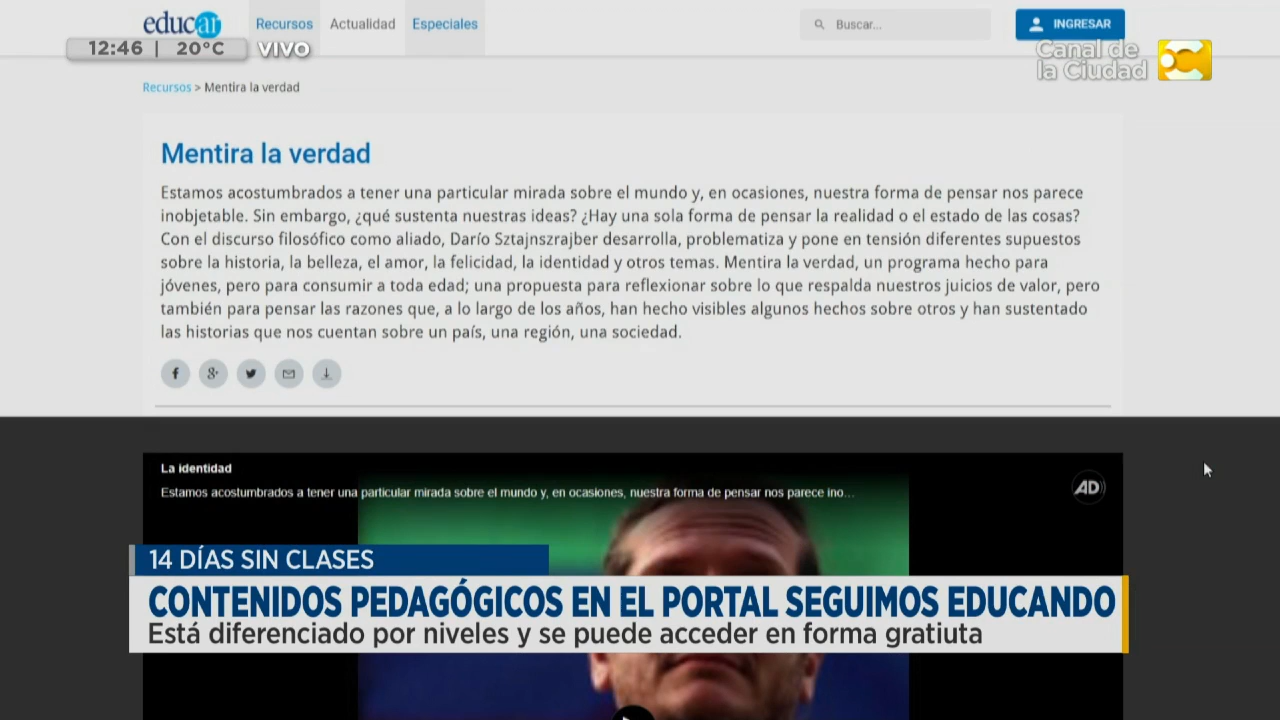 educar
Recursos
Actualidad
Especiales
Buscar...
INGRESAR
12:46 | 20°C
VIVO
Canal de
la Ciudad
Recursos > Mentira la verdad
Mentira la verdad
Estamos acostumbrados a tener una particular mirada sobre el mundo y, en ocasiones, nuestra forma de pensar nos parece
inobjetable. Sin embargo, ¿qué sustenta nuestras ideas? ¿Hay una sola forma de pensar la realidad o el estado de las cosas?
Con el discurso filosófico como aliado, Darío Sztajnszrajber desarrolla, problematiza y pone en tensión diferentes supuestos
sobre la historia, la belleza, el amor, la felicidad, la identidad y otros temas. Mentira la verdad, un programa hecho para
jóvenes, pero para consumir a toda edad; una propuesta para reflexionar sobre lo que respalda nuestros juicios de valor, pero
también para pensar las razones que, a lo largo de los años, han hecho visibles algunos hechos sobre otros y han sustentado
las historias que nos cuentan sobre un país, una región, una sociedad.
La identidad
Estamos acostumbrados a tener una particular mirada sobre el mundo y, en ocasiones, nuestra forma de pensar nos parece ino...
AD
14 DÍAS SIN CLASES
CONTENIDOS PEDAGÓGICOS EN EL PORTAL SEGUIMOS EDUCANDO
Está diferenciado por niveles y se puede acceder en forma gratiuta